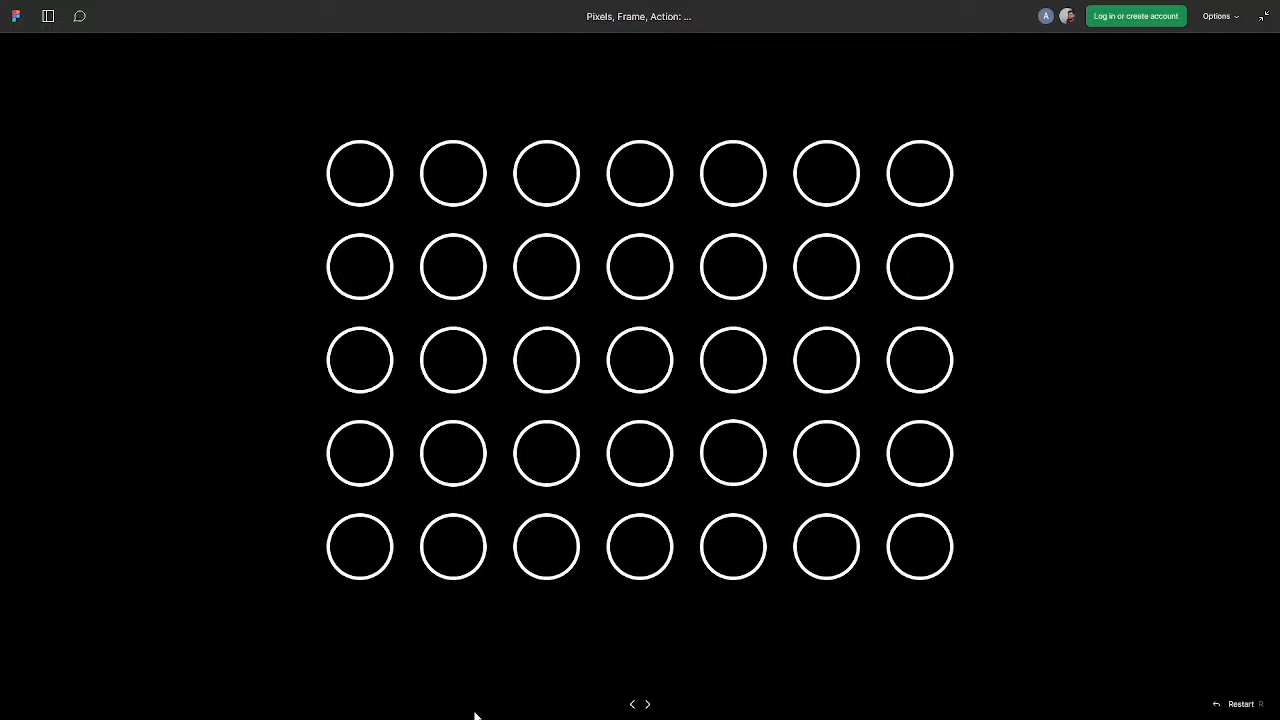 Pixels, Frame, Action: ...
A
Log in or create account
Options
Restart R